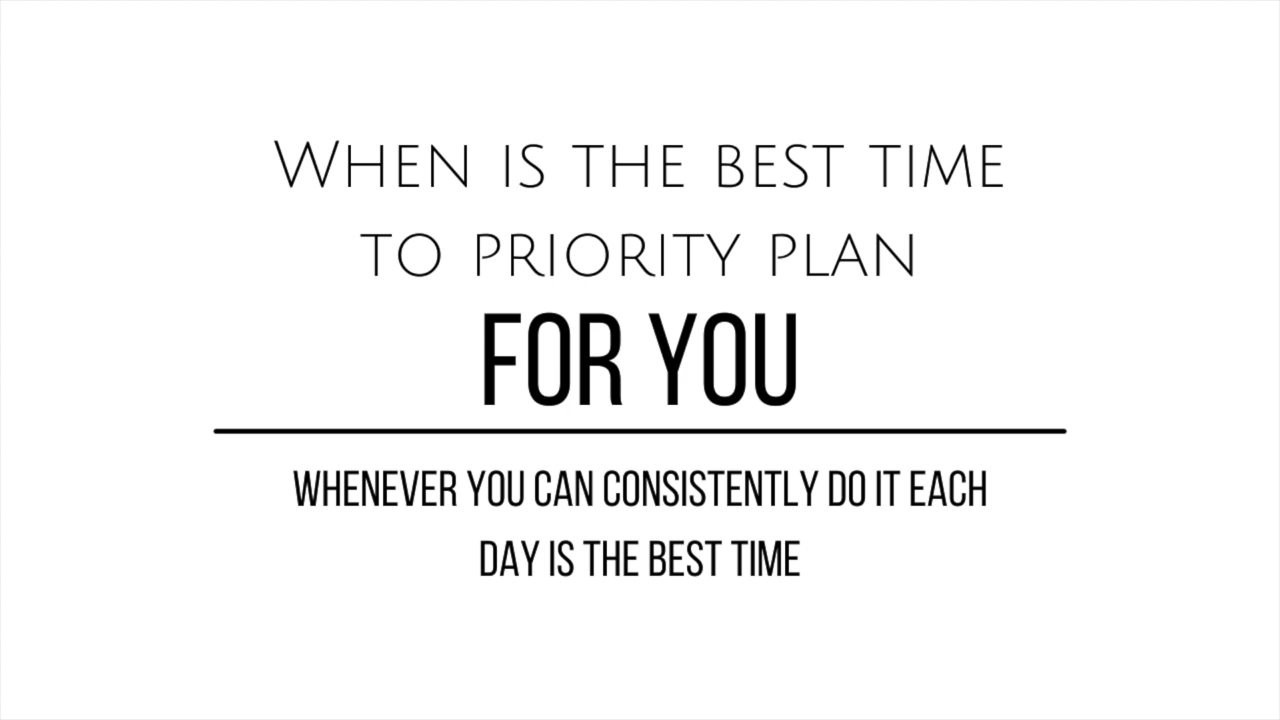 When is the best time
to priority plan
FOR YOU
WHENEVER YOU CAN CONSISTENTLY DO IT EACH
DAY IS THE BEST TIME